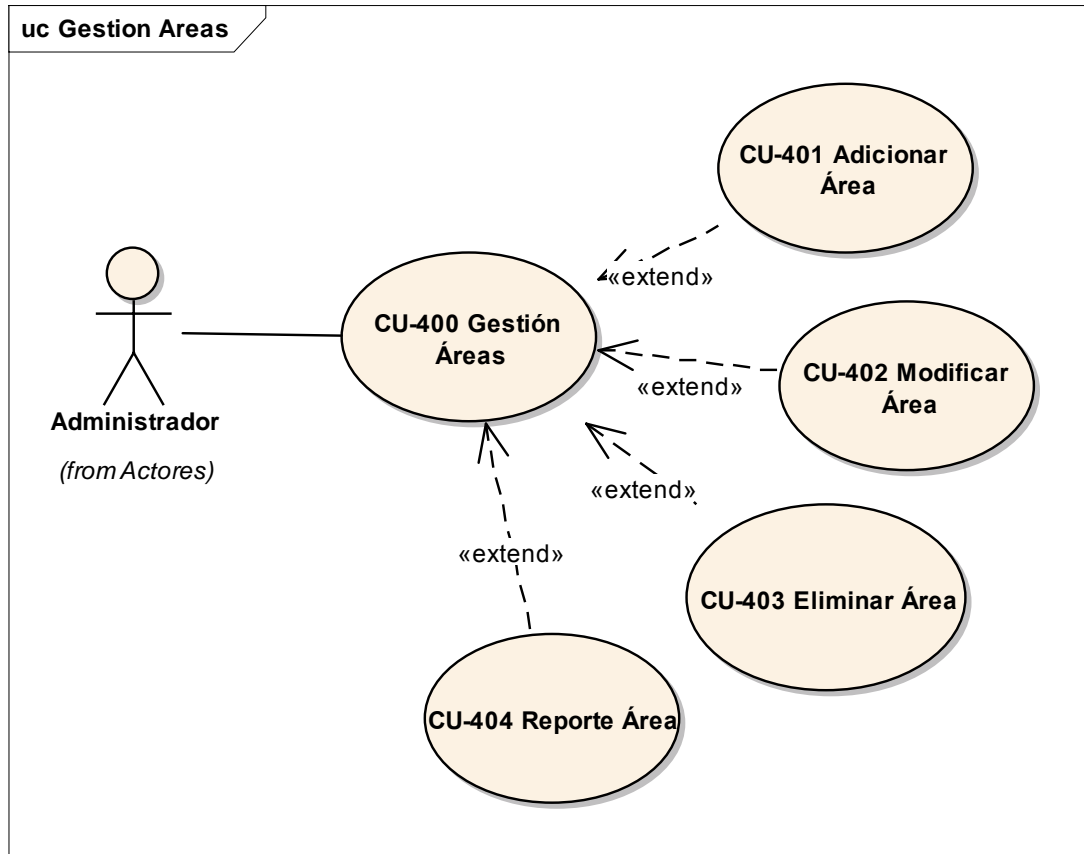 uc Gestion Areas
CU-401 Adicionar
Área
«extend»
CU-400 Gestión
Áreas
CU-402 Modificar
Área
«extend»
Administrador
(from Actores)
«extend»
«extend»
CU-403 Eliminar Área
CU-404 Reporte Área